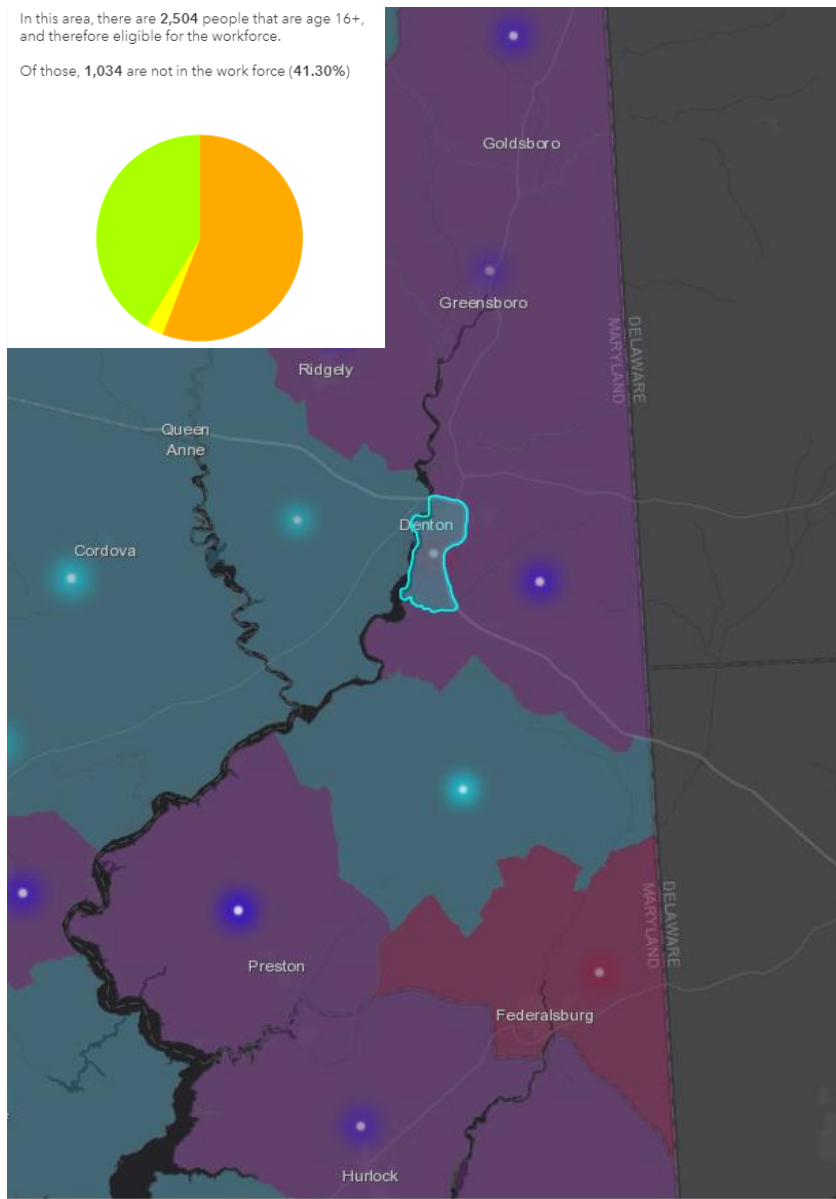 In this area, there are 2,504 people that are age 16+,
and therefore eligible for the workforce.
Of those, 1,034 are not in the work force (41.30%)
Goldsboro
Greensboro
DELAWARE
MARYLAND
Ridgely
Queen
Anne
Denton
Cordova
DELAWARE
MARYLAND
Preston
Federalsburg
Hurlock